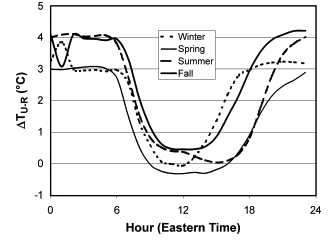 5
4
3
2
1
0
-1
ΔT_U-R (°C)
Winter
Spring
Summer
Fall
0 6 12 18 24
Hour (Eastern Time)